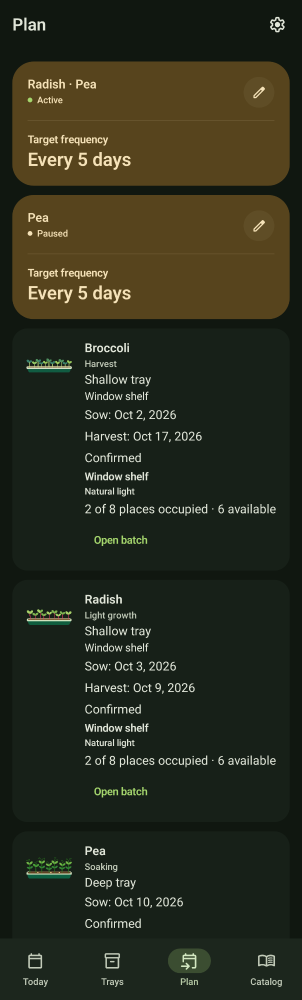 Plan
Radish · Pea
Active
Target frequency
Every 5 days
Pea
Paused
Target frequency
Every 5 days
Broccoli
Harvest
Shallow tray
Window shelf
Sow: Oct 2, 2026
Harvest: Oct 17, 2026
Confirmed
Window shelf
Natural light
2 of 8 places occupied · 6 available
Open batch
Radish
Light growth
Shallow tray
Window shelf
Sow: Oct 3, 2026
Harvest: Oct 9, 2026
Confirmed
Window shelf
Natural light
2 of 8 places occupied · 6 available
Open batch
Pea
Soaking
Deep tray
Sow: Oct 10, 2026
Confirmed
Today Trays Plan Catalog